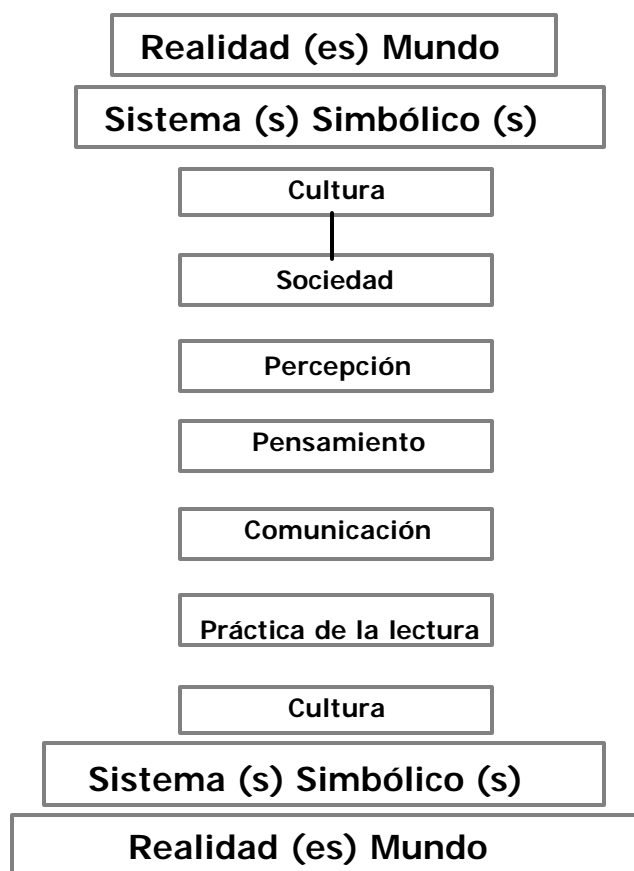 Realidad (es) Mundo
Sistema (s) Simbólico (s)
Cultura
Sociedad
Percepción
Pensamiento
Comunicación
Práctica de la lectura
Cultura
Sistema (s) Simbólico (s)
Realidad (es) Mundo